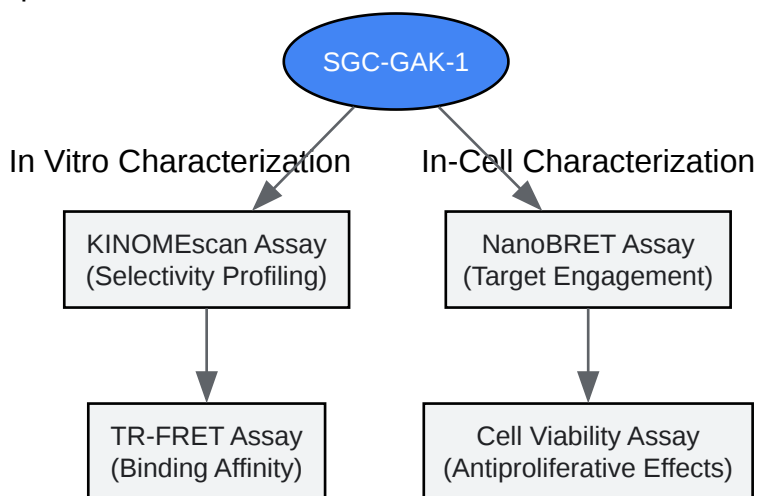 SGC-GAK-1
In Vitro Characterization
In-Cell Characterization
KINOMEscan Assay
(Selectivity Profiling)
NanoBRET Assay
(Target Engagement)
TR-FRET Assay
(Binding Affinity)
Cell Viability Assay
(Antiproliferative Effects)